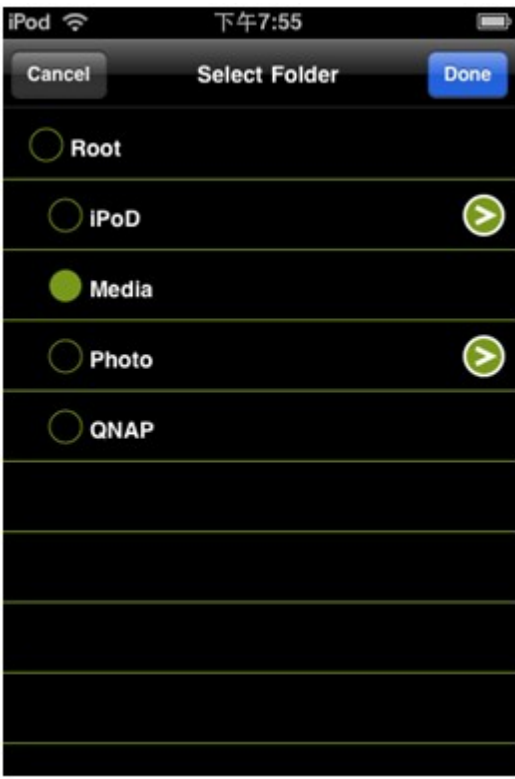 iPod 下午7:55
Cancel Select Folder Done
Root
iPoD
Media
Photo
QNAP